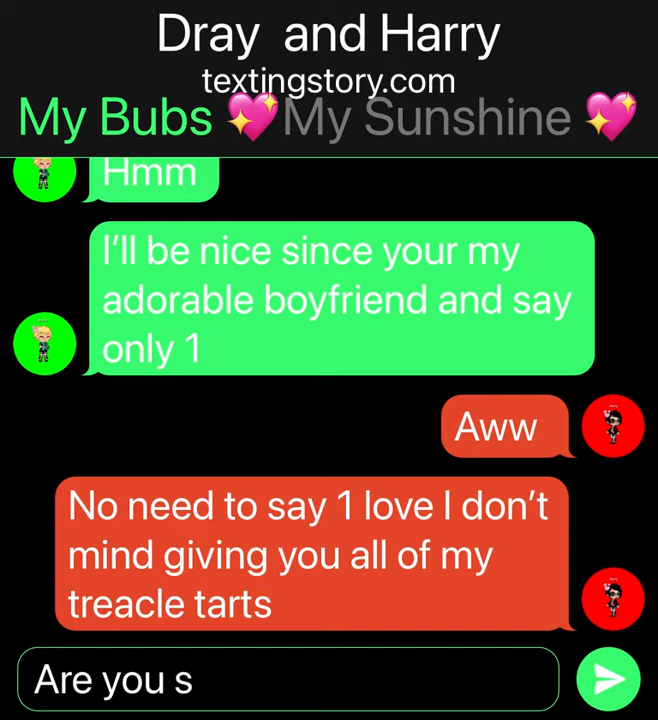 Dray and Harry
textingstory.com
My Bubs 💖 My Sunshine 💖
Hmm
I’ll be nice since your my
adorable boyfriend and say
only 1
Aww
No need to say 1 love I don’t
mind giving you all of my
treacle tarts
Are you s